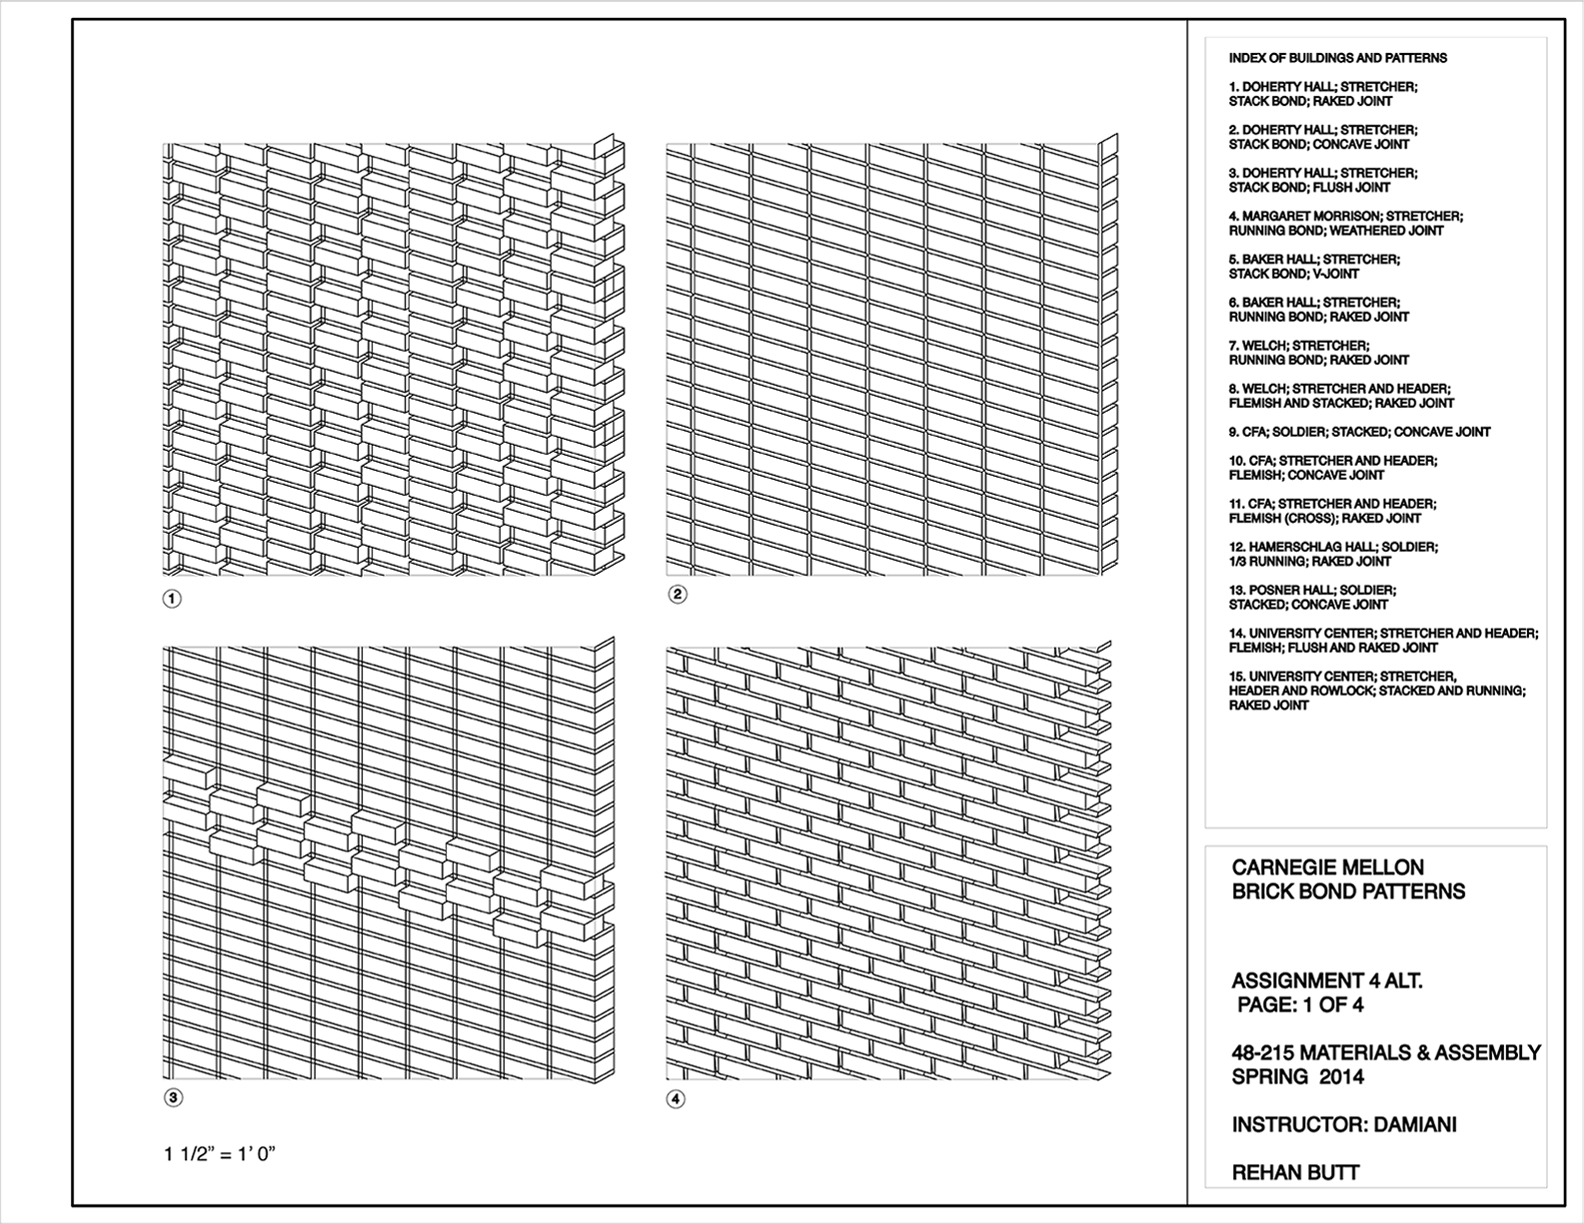 1
2
3
4
1 1/2” = 1’ 0”
INDEX OF BUILDINGS AND PATTERNS
1. DOHERTY HALL; STRETCHER;
STACK BOND; RAKED JOINT
2. DOHERTY HALL; STRETCHER;
STACK BOND; CONCAVE JOINT
3. DOHERTY HALL; STRETCHER;
STACK BOND; FLUSH JOINT
4. MARGARET MORRISON; STRETCHER;
RUNNING BOND; WEATHERED JOINT
5. BAKER HALL; STRETCHER;
STACK BOND; V-JOINT
6. BAKER HALL; STRETCHER;
RUNNING BOND; RAKED JOINT
7. WELCH; STRETCHER;
RUNNING BOND; RAKED JOINT
8. WELCH; STRETCHER AND HEADER;
FLEMISH AND STACKED; RAKED JOINT
9. CFA; SOLDIER; STACKED; CONCAVE JOINT
10. CFA; STRETCHER AND HEADER;
FLEMISH; CONCAVE JOINT
11. CFA; STRETCHER AND HEADER;
FLEMISH (CROSS); RAKED JOINT
12. HAMERSCHLAG HALL; SOLDIER;
1/3 RUNNING; RAKED JOINT
13. POSNER HALL; SOLDIER;
STACKED; CONCAVE JOINT
14. UNIVERSITY CENTER; STRETCHER AND HEADER;
FLEMISH; FLUSH AND RAKED JOINT
15. UNIVERSITY CENTER; STRETCHER,
HEADER AND ROWLOCK; STACKED AND RUNNING;
RAKED JOINT
CARNEGIE MELLON
BRICK BOND PATTERNS
ASSIGNMENT 4 ALT.
PAGE: 1 OF 4
48-215 MATERIALS & ASSEMBLY
SPRING 2014
INSTRUCTOR: DAMIANI
REHAN BUTT